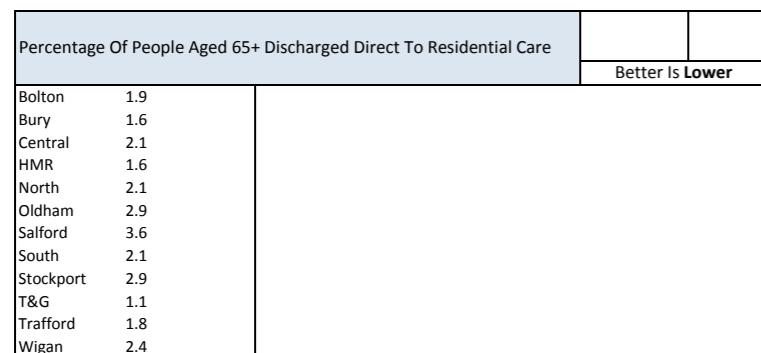 Percentage Of People Aged 65+ Discharged Direct To Residential Care
Better Is Lower
Bolton 1.9
Bury 1.6
Central 2.1
HMR 1.6
North 2.1
Oldham 2.9
Salford 3.6
South 2.1
Stockport 2.9
T&G 1.1
Trafford 1.8
Wigan 2.4